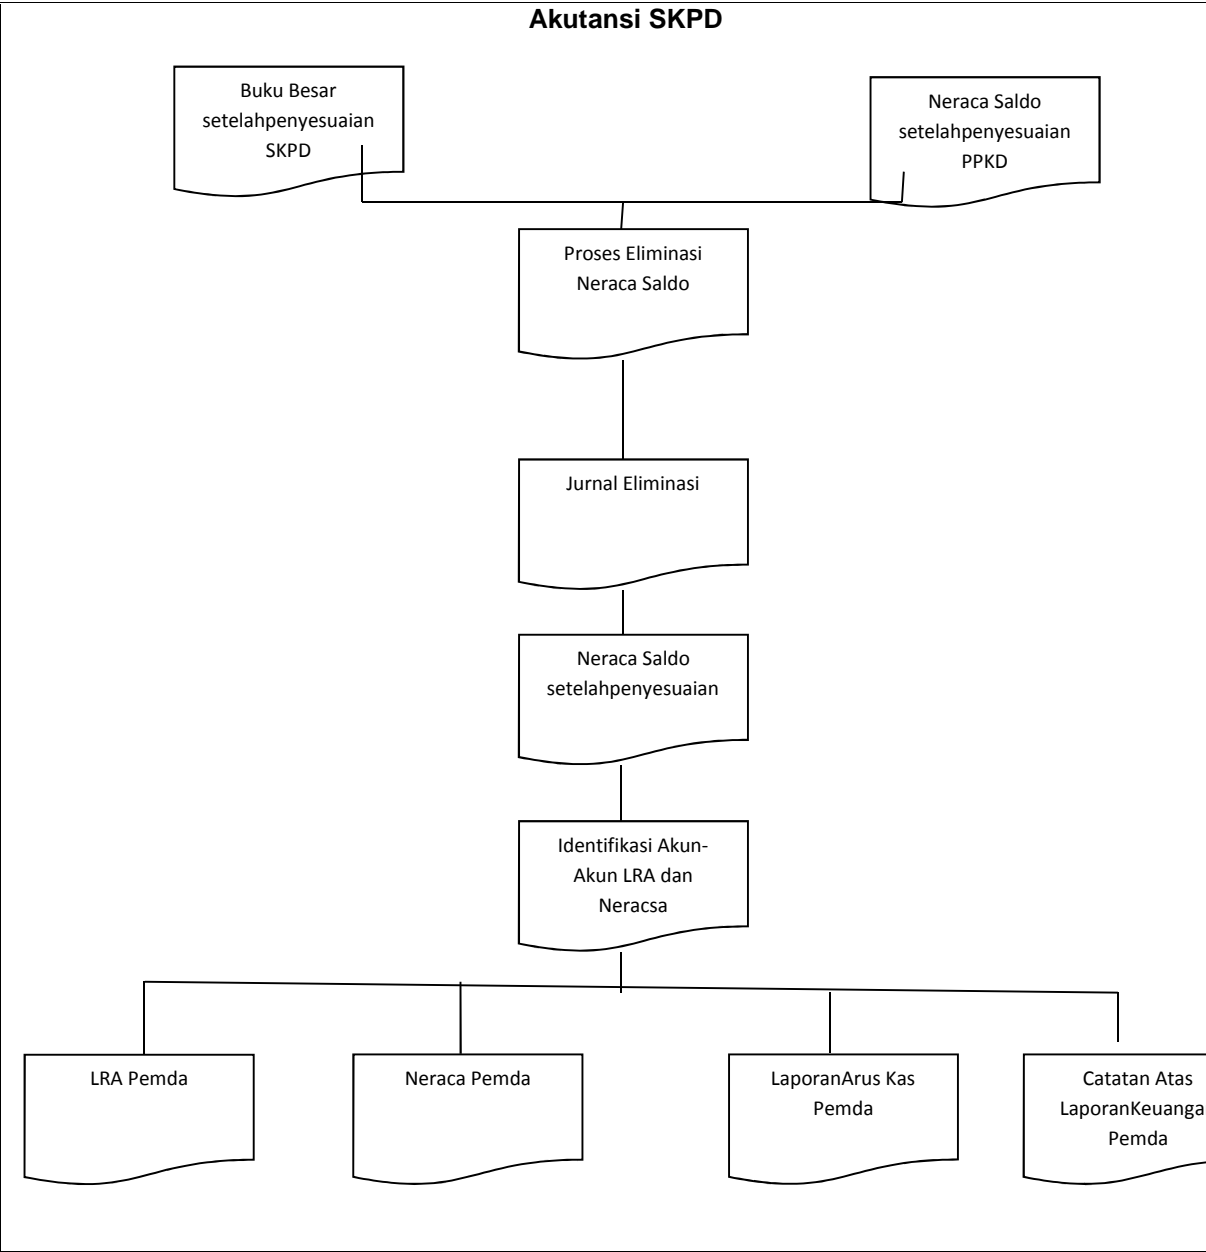 Akutansi SKPD
Buku Besar
setelahpenyesuaian
SKPD
Neraca Saldo
setelahpenyesuaian
PPKD
Proses Eliminasi
Neraca Saldo
Jurnal Eliminasi
Neraca Saldo
setelahpenyesuaian
Identifikasi Akun-
Akun LRA dan
Neracsa
LRA Pemda
Neraca Pemda
LaporanArus Kas
Pemda
Catatan Atas
LaporanKeuanga
Pemda